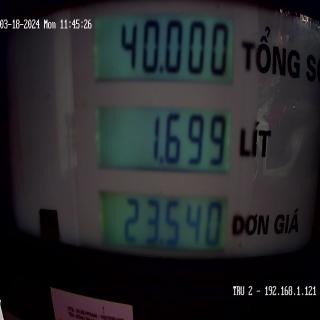 03-18-2024 Mon 11:45:26
40.000 TỔNG SỐ
1.699 LÍT
23.540 ĐƠN GIÁ
TRU 2 - 192.168.1.121